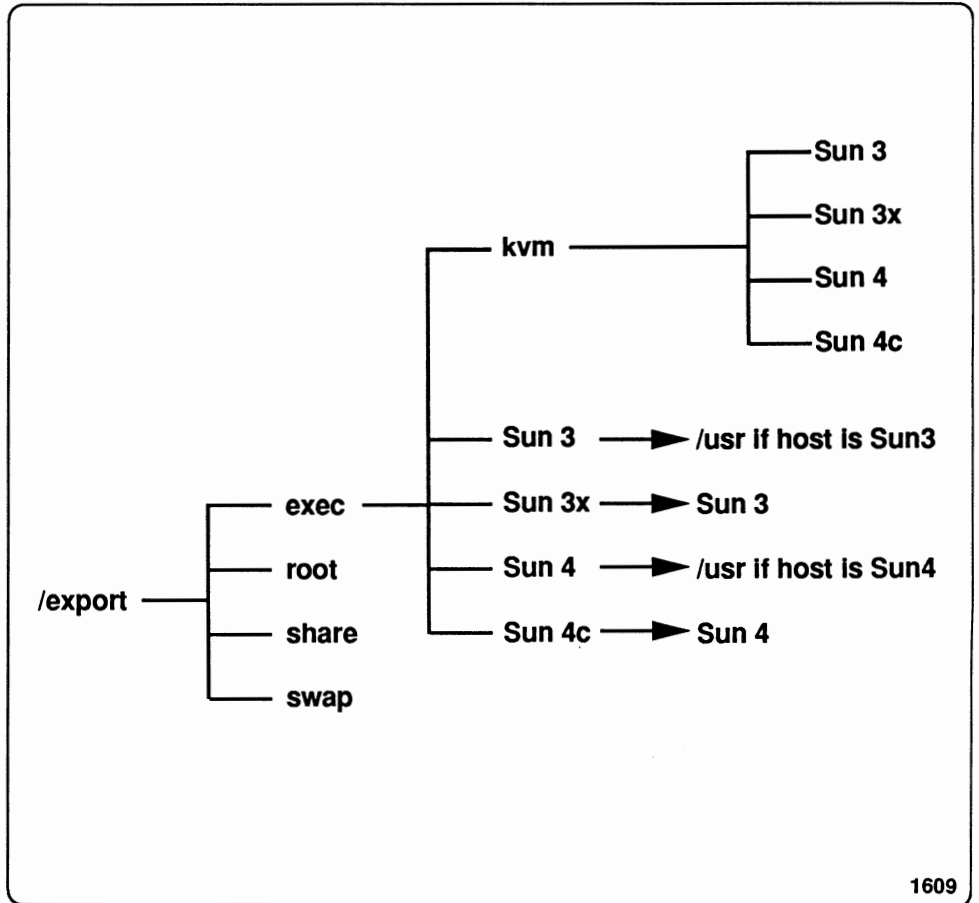 Sun 3
Sun 3x
kvm
Sun 4
Sun 4c
Sun 3 /usr if host is Sun3
exec Sun 3x Sun 3
root Sun 4 /usr if host is Sun4
/export
share Sun 4c Sun 4
swap
1609